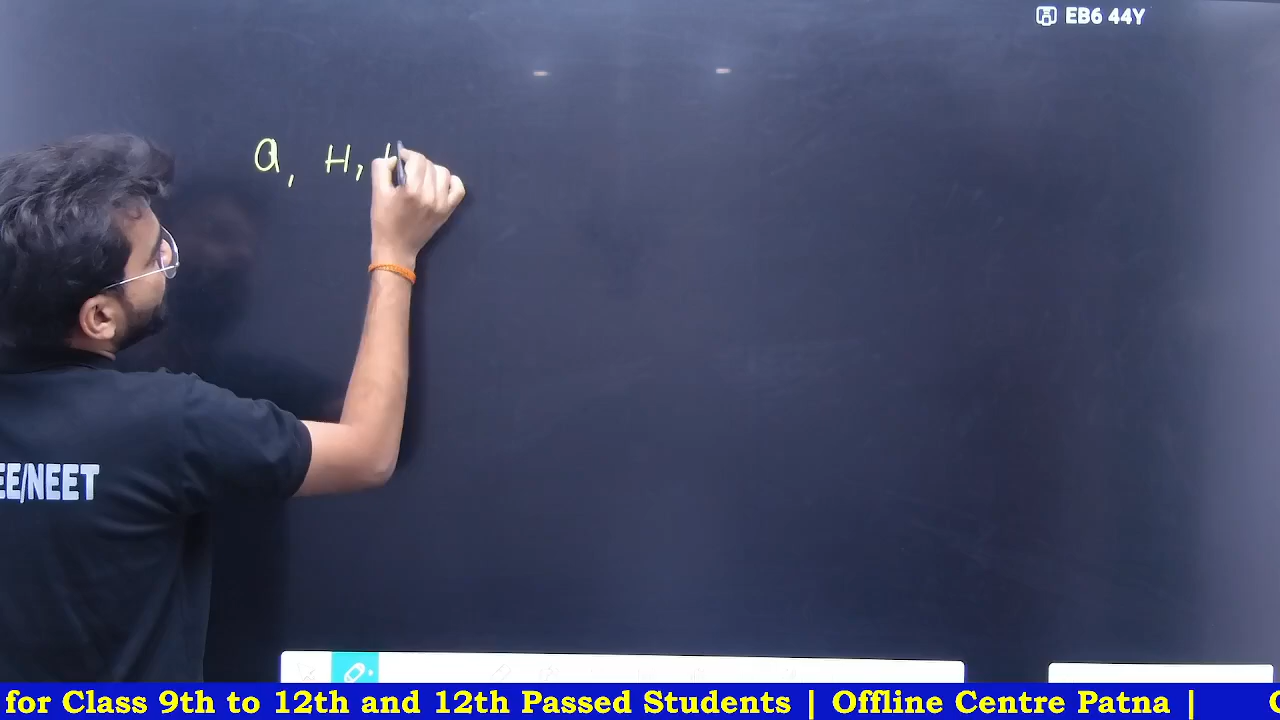 EB6 44Y
a, H,
EE/NEET
for Class 9th to 12th and 12th Passed Students | Offline Centre Patna |